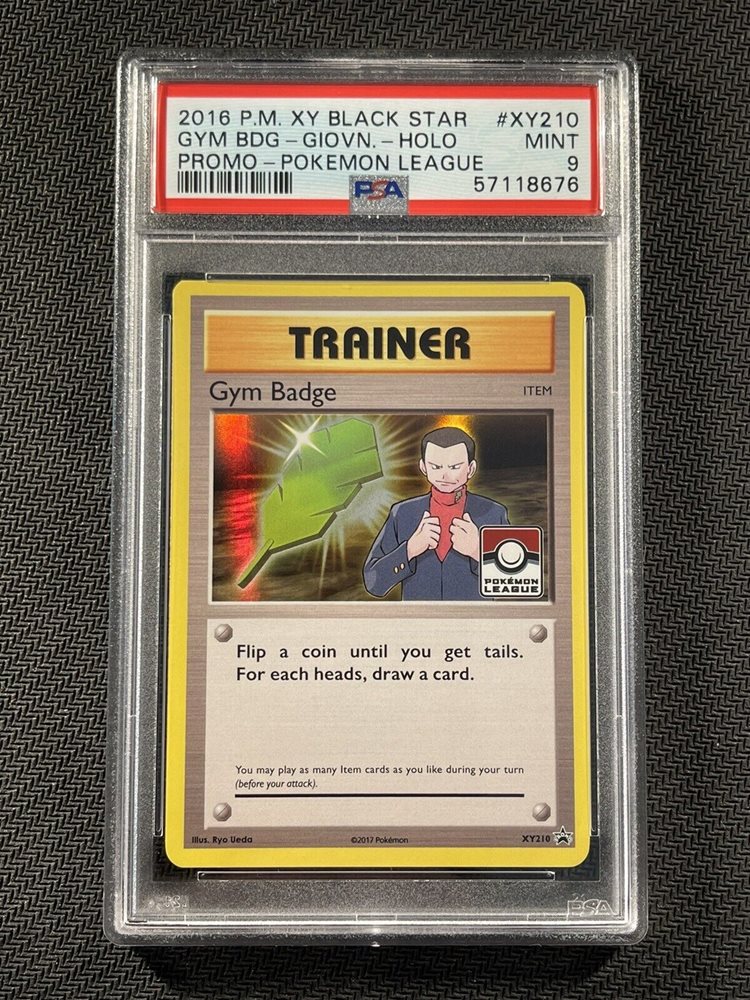 2016 P.M. XY BLACK STAR #XY210
GYM BDG-GIOVN.-HOLO MINT
PROMO-POKEMON LEAGUE 9
PSA 57118676
TRAINER
Gym Badge ITEM
POKÉMON
LEAGUE
Flip a coin until you get tails.
For each heads, draw a card.
You may play as many Item cards as you like during your turn
(before your attack).
Illus. Ryo Ueda ©2017 Pokémon XY210
PSA